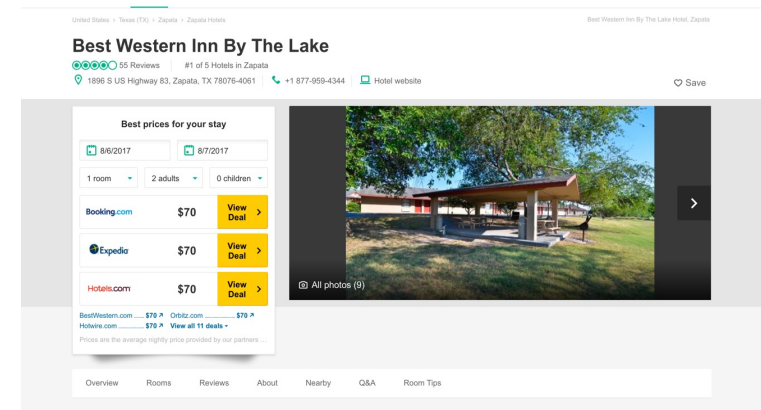 United States › Texas (TX) › Zapata › Zapata Hotels
Best Western Inn By The Lake Hotel, Zapata
Best Western Inn By The Lake
55 Reviews #1 of 5 Hotels in Zapata
1896 S US Highway 83, Zapata, TX 78076-4061 +1 877-959-4344 Hotel website
Save
Best prices for your stay
8/6/2017 8/7/2017
1 room 2 adults 0 children
Booking.com $70 View Deal
Expedia $70 View Deal
Hotels.com $70 View Deal
BestWestern.com ..... $70 Orbitz.com ............... $70
Hotwire.com ............ $70 View all 11 deals
Prices are the average nightly price provided by our partners ...
All photos (9)
Overview Rooms Reviews About Nearby Q&A Room Tips